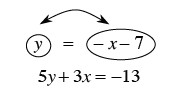 y = –x–7
5y+3x=–13